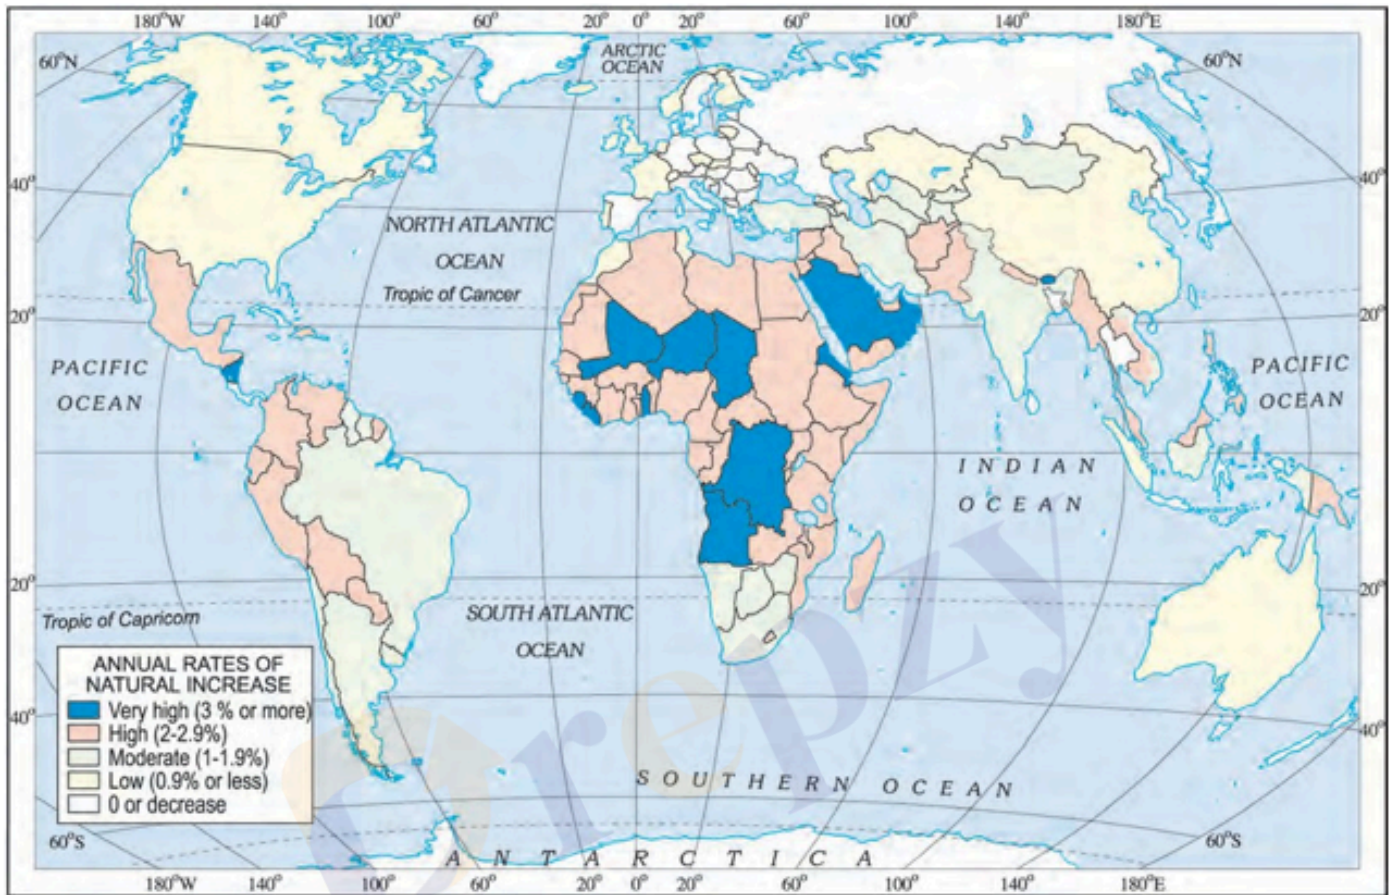 180°W 140° 100° 60° 20° 0° 20° 60° 100° 140° 180°E
ARCTIC
OCEAN
60°N
60°N
40°
40°
NORTH ATLANTIC
OCEAN
Tropic of Cancer
20°
20°
PACIFIC
OCEAN
PACIFIC
OCEAN
INDIAN
OCEAN
20°
20°
Tropic of Capricorn
SOUTH ATLANTIC
OCEAN
ANNUAL RATES OF
NATURAL INCREASE
Very high (3 % or more)
High (2-2.9%)
Moderate (1-1.9%)
Low (0.9% or less)
0 or decrease
40°
40°
SOUTHERN OCEAN
60°S
60°S
ANTARCTICA
180°W 140° 100° 60° 20° 0° 20° 60° 100° 140° 180°E
Prepzy